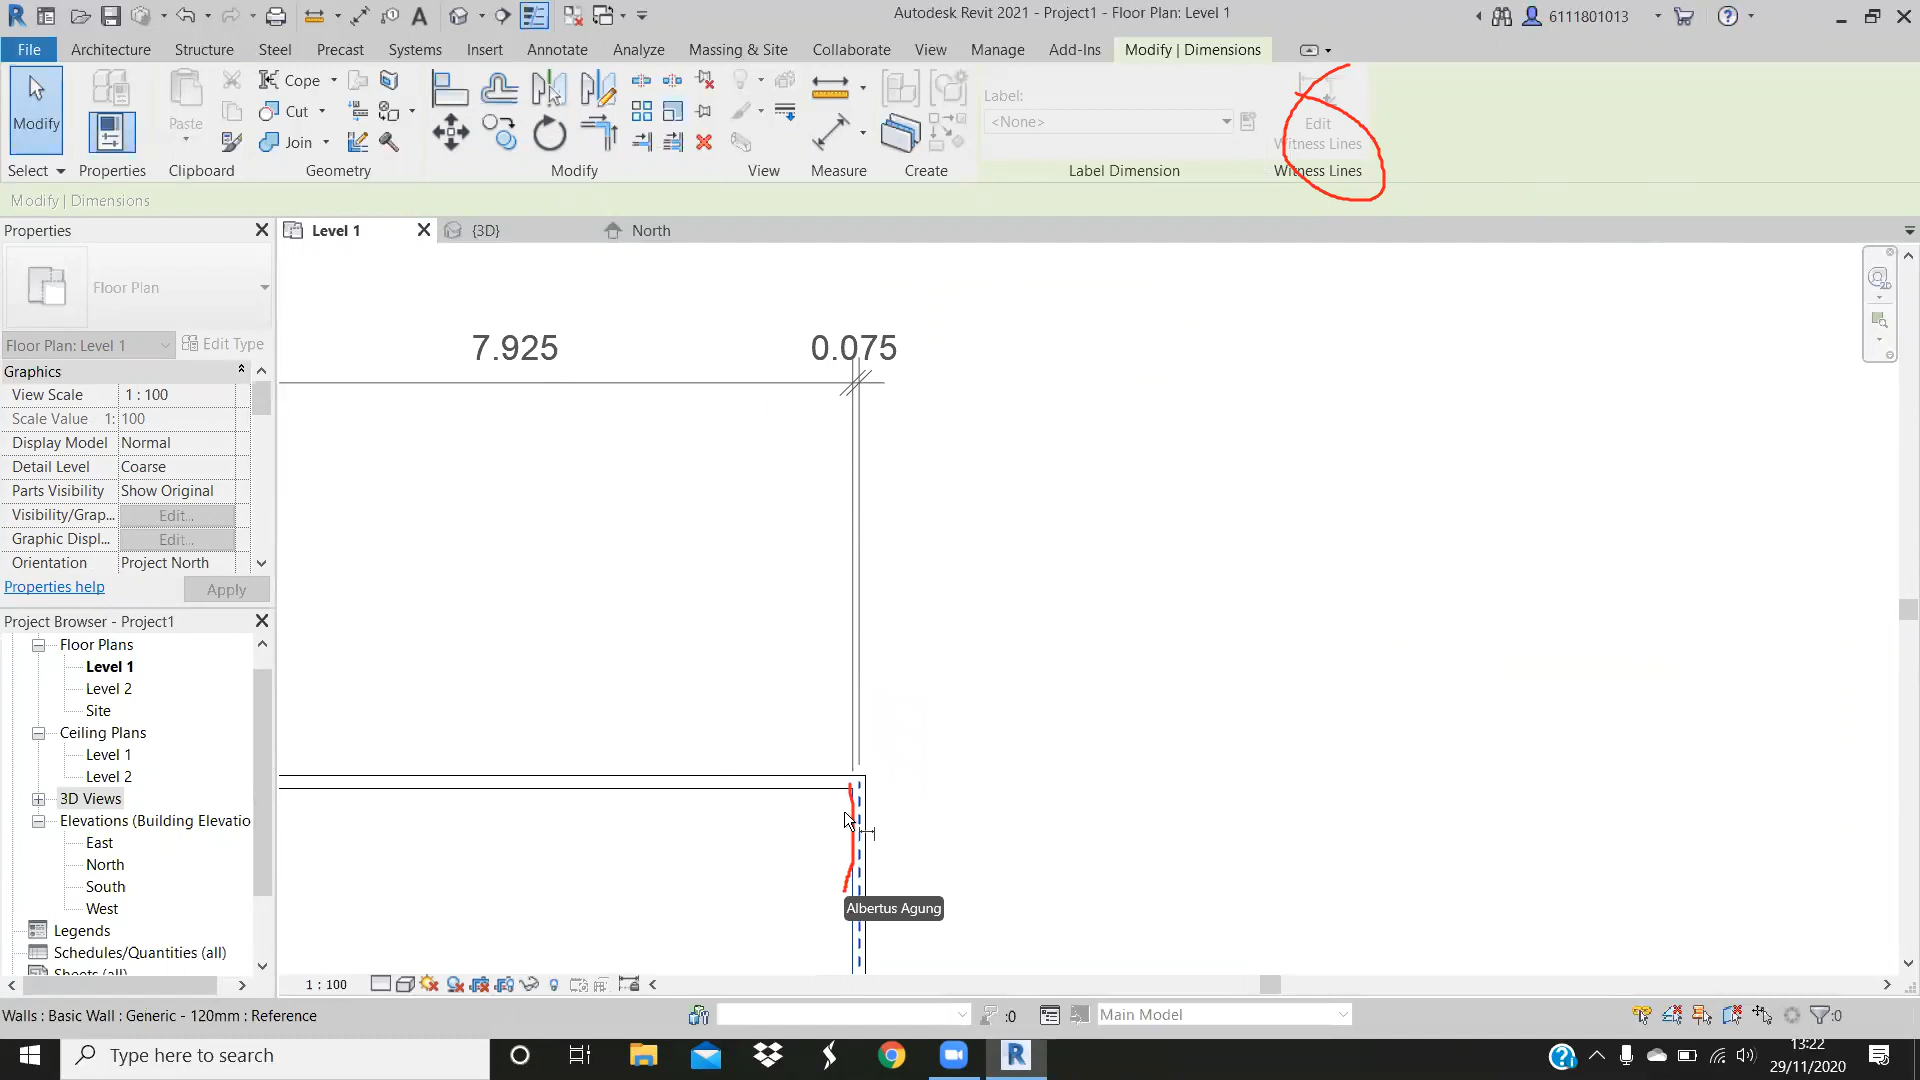 Autodesk Revit 2021 - Project1 - Floor Plan: Level 1
6111801013
File Architecture Structure Steel Precast Systems Insert Annotate Analyze Massing & Site Collaborate View Manage Add-Ins Modify | Dimensions
Modify
Paste
Cope
Cut
Join
Label:
<None>
Edit
Witness Lines
Select Properties Clipboard Geometry Modify View Measure Create Label Dimension Witness Lines
Modify | Dimensions
Properties
Level 1 {3D} North
Floor Plan
Floor Plan: Level 1 Edit Type
Graphics
View Scale 1 : 100
Scale Value 1: 100
Display Model Normal
Detail Level Coarse
Parts Visibility Show Original
Visibility/Grap... Edit...
Graphic Displ... Edit...
Orientation Project North
Properties help Apply
Project Browser - Project1
Floor Plans
Level 1
Level 2
Site
Ceiling Plans
Level 1
Level 2
3D Views
Elevations (Building Elevatio
East
North
South
West
Legends
Schedules/Quantities (all)
Sheets (all)
7.925 0.075
Albertus Agung
1 : 100
Walls : Basic Wall : Generic - 120mm : Reference
:0
Main Model
:0
Type here to search
13:22
29/11/2020